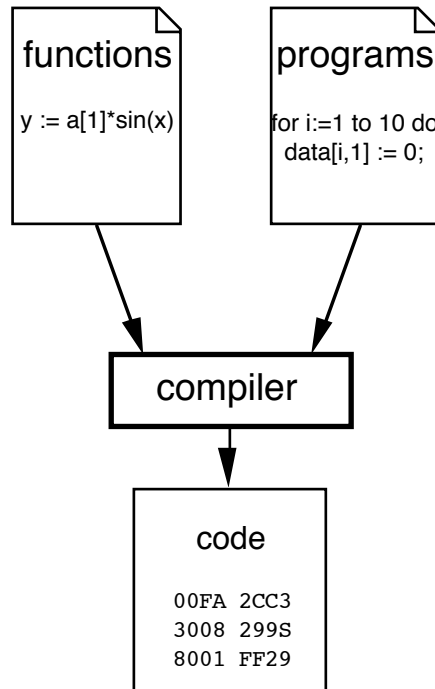 functions
y := a[1]*sin(x)
programs
for i:=1 to 10 do
data[i,1] := 0;
compiler
code
00FA 2CC3
3008 299S
8001 FF29